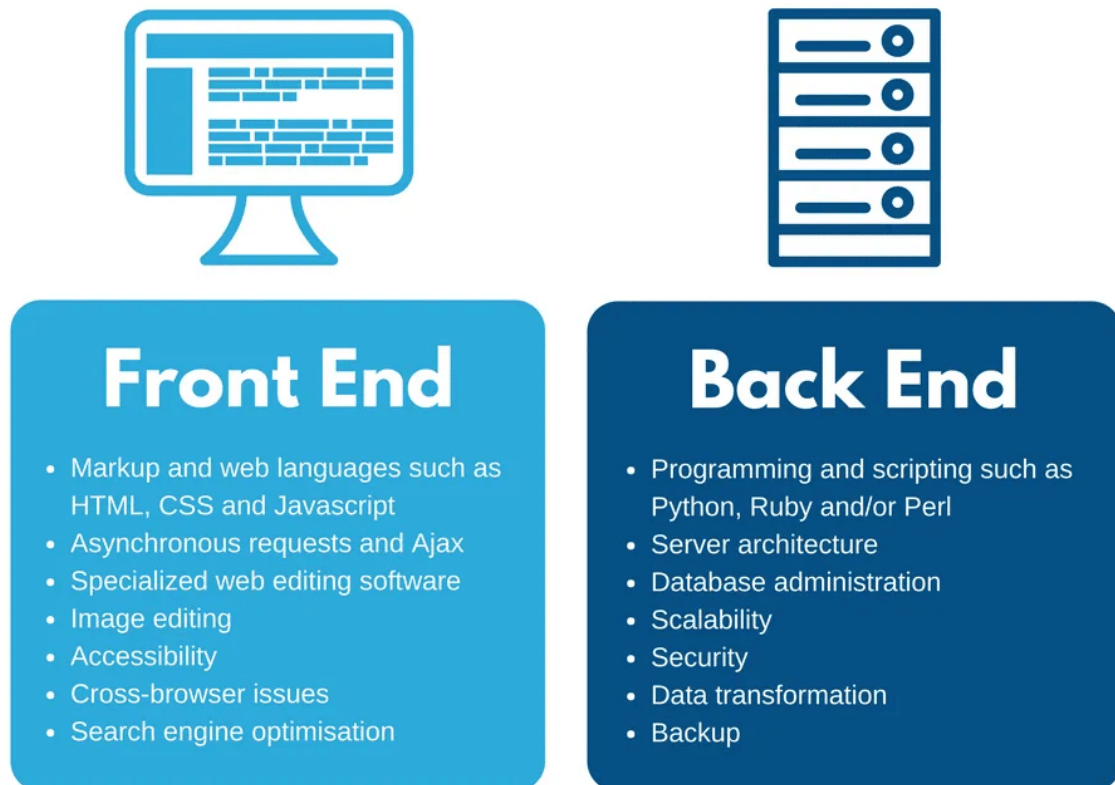 Front End
• Markup and web languages such as
HTML, CSS and Javascript
• Asynchronous requests and Ajax
• Specialized web editing software
• Image editing
• Accessibility
• Cross-browser issues
• Search engine optimisation
Back End
• Programming and scripting such as
Python, Ruby and/or Perl
• Server architecture
• Database administration
• Scalability
• Security
• Data transformation
• Backup